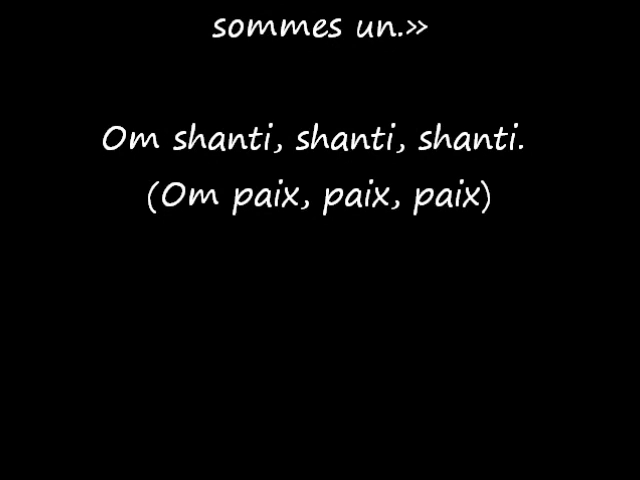 sommes un.»
Om shanti, shanti, shanti.
(Om paix, paix, paix)